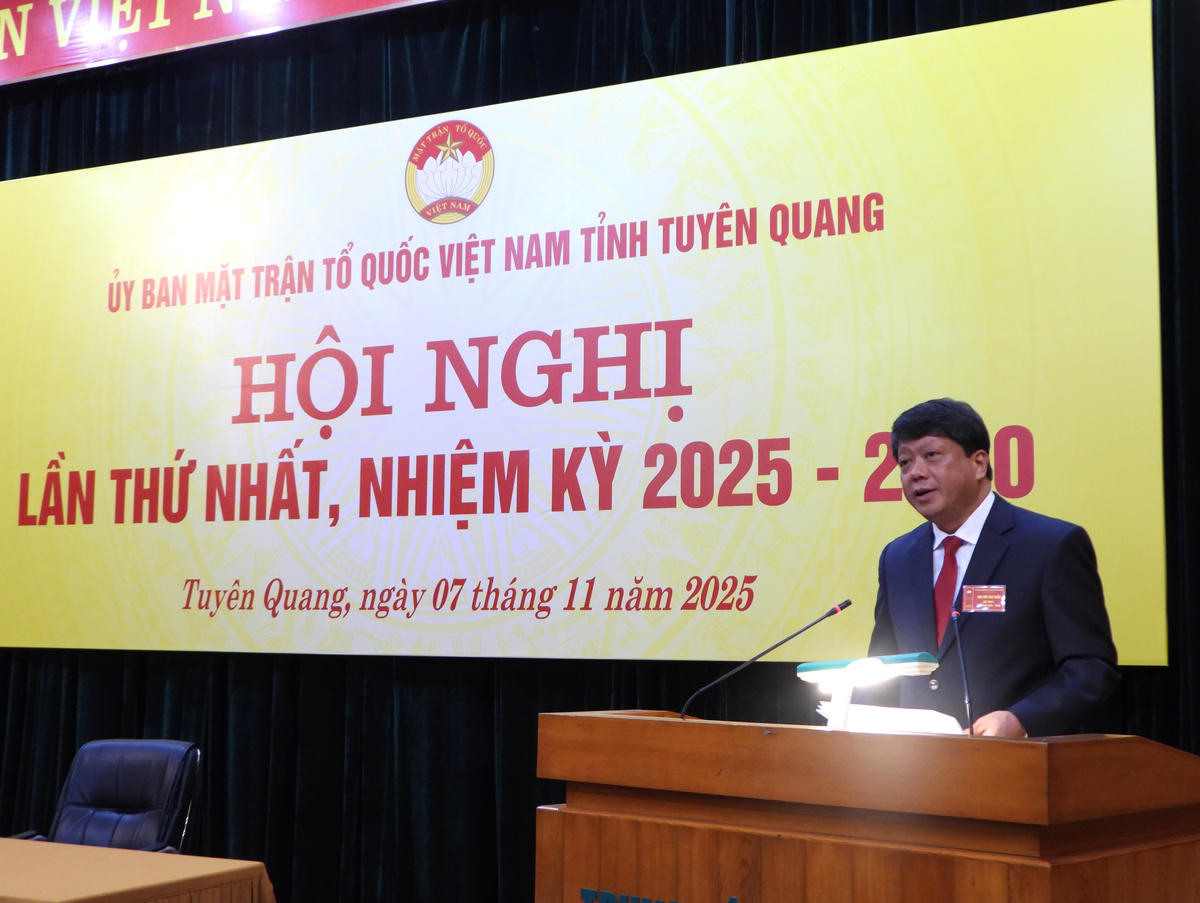 N VIỆT NA
MẶT TRẬN TỔ QUỐC
VIỆT NAM
ỦY BAN MẶT TRẬN TỔ QUỐC VIỆT NAM TỈNH TUYÊN QUANG
HỘI NGHỊ
LẦN THỨ NHẤT, NHIỆM KỲ 2025 - 2 0
Tuyên Quang, ngày 07 tháng 11 năm 2025